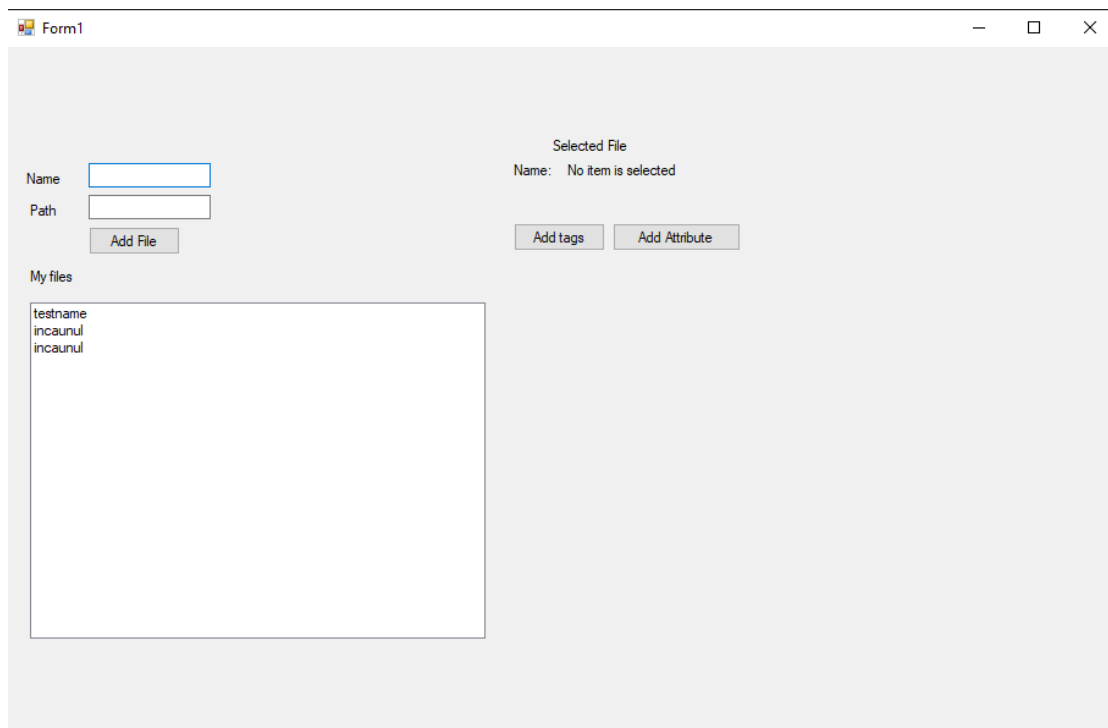 Form1
Selected File
Name: No item is selected
Name
Path
Add File
Add tags
Add Attribute
My files
testname
incaunul
incaunul